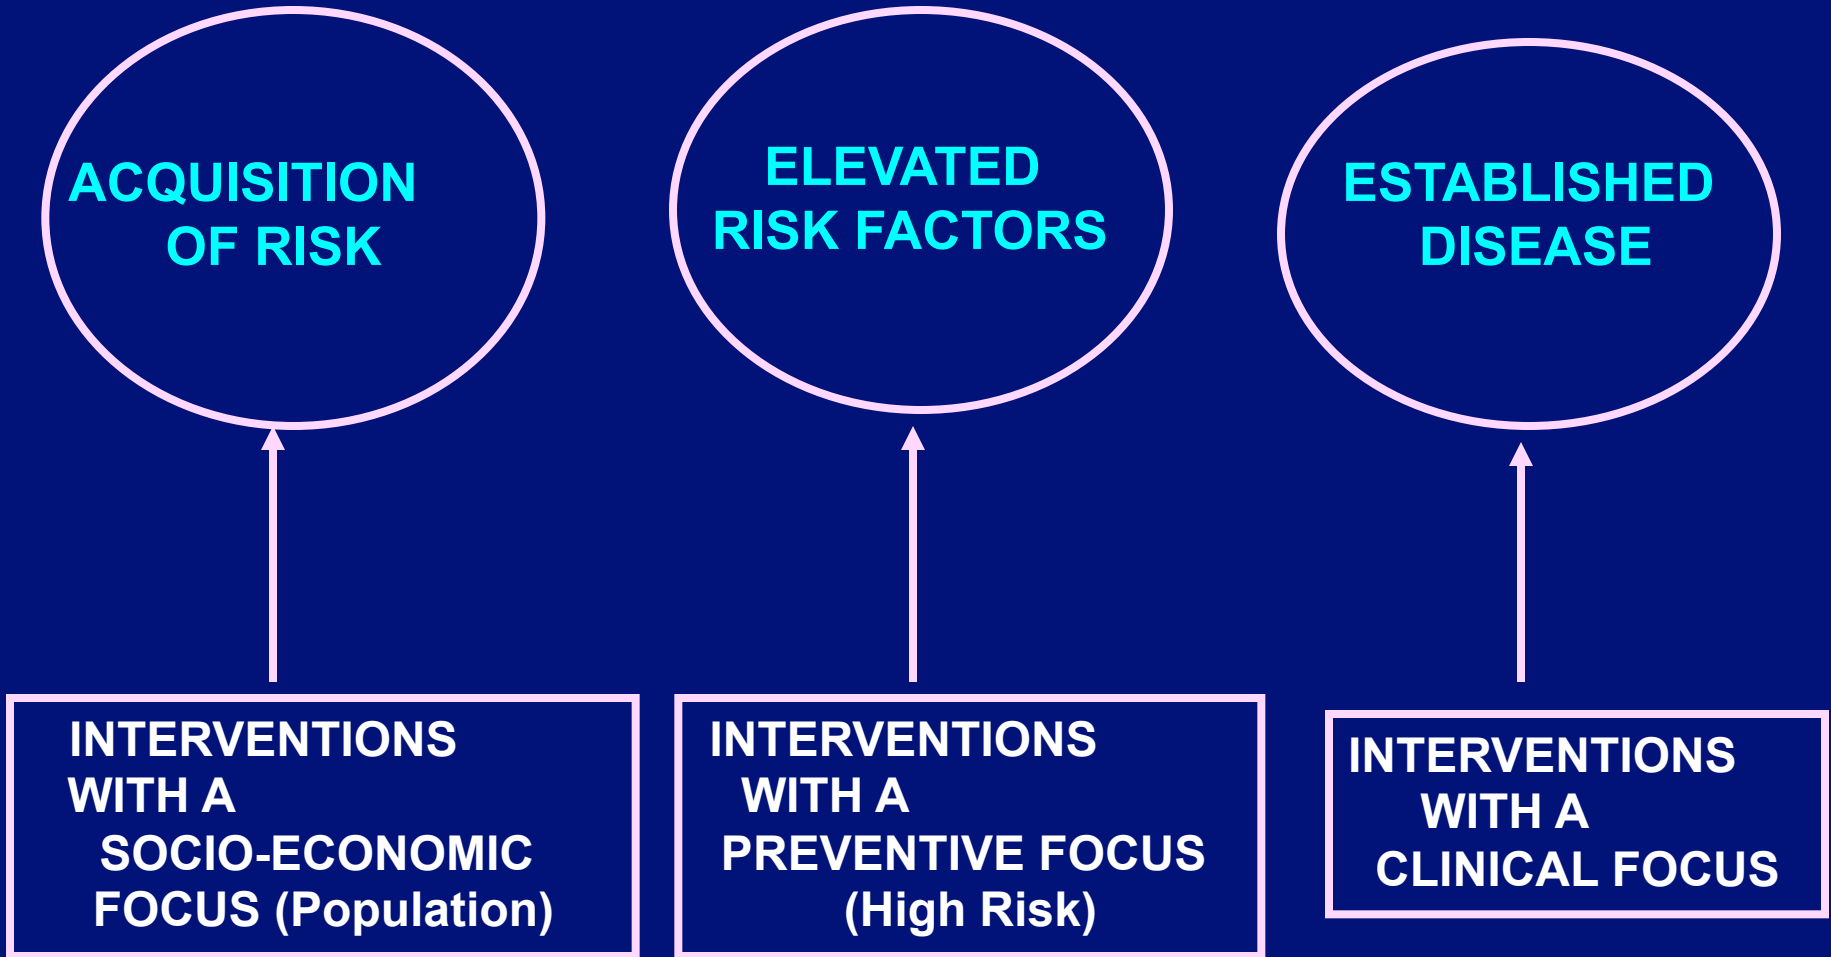 ACQUISITION
OF RISK
ELEVATED
RISK FACTORS
ESTABLISHED
DISEASE
INTERVENTIONS
WITH A
SOCIO-ECONOMIC
FOCUS (Population)
INTERVENTIONS
WITH A
PREVENTIVE FOCUS
(High Risk)
INTERVENTIONS
WITH A
CLINICAL FOCUS